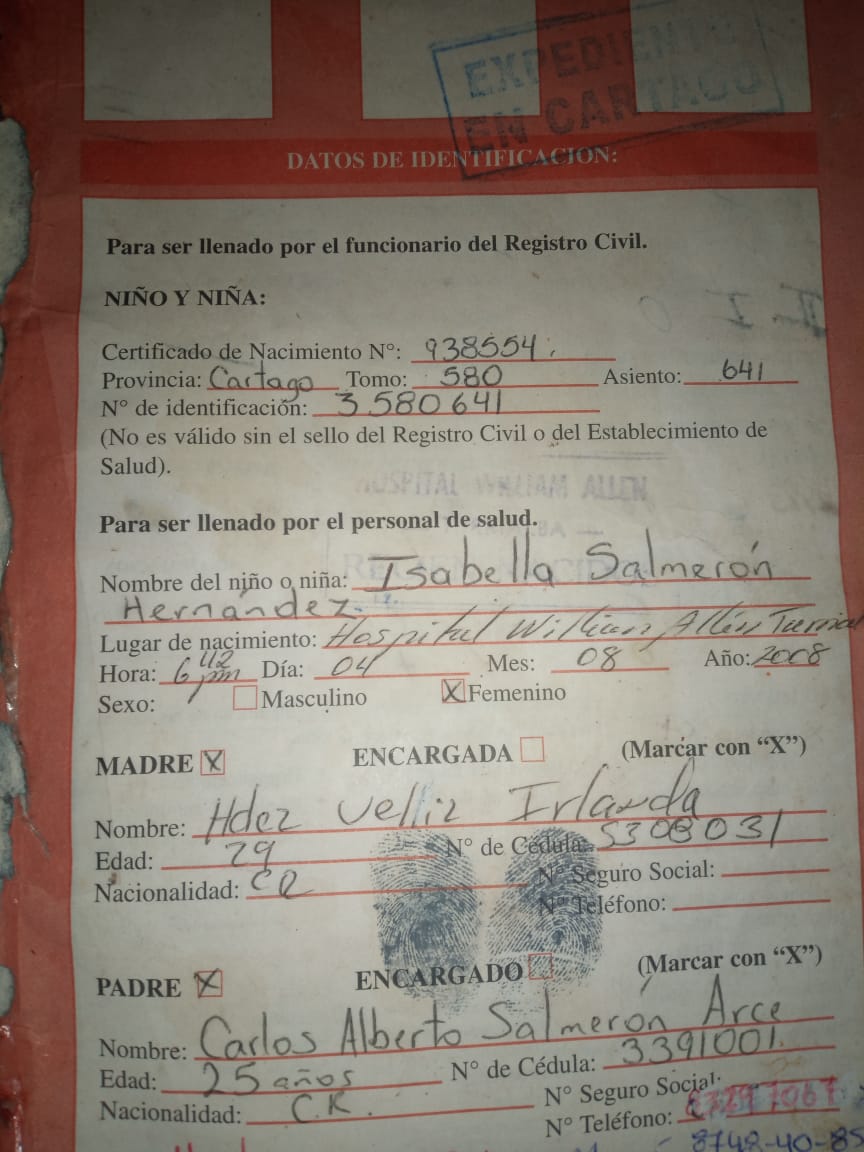 EXPEDIENTE
EN CARTAGO
DATOS DE IDENTIFICACION:
Para ser llenado por el funcionario del Registro Civil.
NIÑO Y NIÑA:
Certificado de Nacimiento N°: 938554.
Provincia: Cartago Tomo: 580 Asiento: 641
N° de identificación: 3 580 641
(No es válido sin el sello del Registro Civil o del Establecimiento de
Salud).
HOSPITAL WILLIAM ALLEN
Para ser llenado por el personal de salud.
Nombre del niño o niña: Isabella Salmerón
Hernández.
Lugar de nacimiento: Hospital William Allen
Hora: 6 42 pm Día: 04 Mes: 08 Año: 2008
Sexo: Masculino X Femenino
MADRE X ENCARGADA (Marcar con “X”)
Nombre: Hdez Velliz Irlanda
Edad: 29 N° de Cédula: 5308031
Nacionalidad: CR N° Seguro Social:
N° Teléfono:
PADRE X ENCARGADO (Marcar con “X”)
Nombre: Carlos Alberto Salmerón Arce
Edad: 25 años N° de Cédula: 3391001.
Nacionalidad: C.R. N° Seguro Social:
N° Teléfono:
8748-40-85